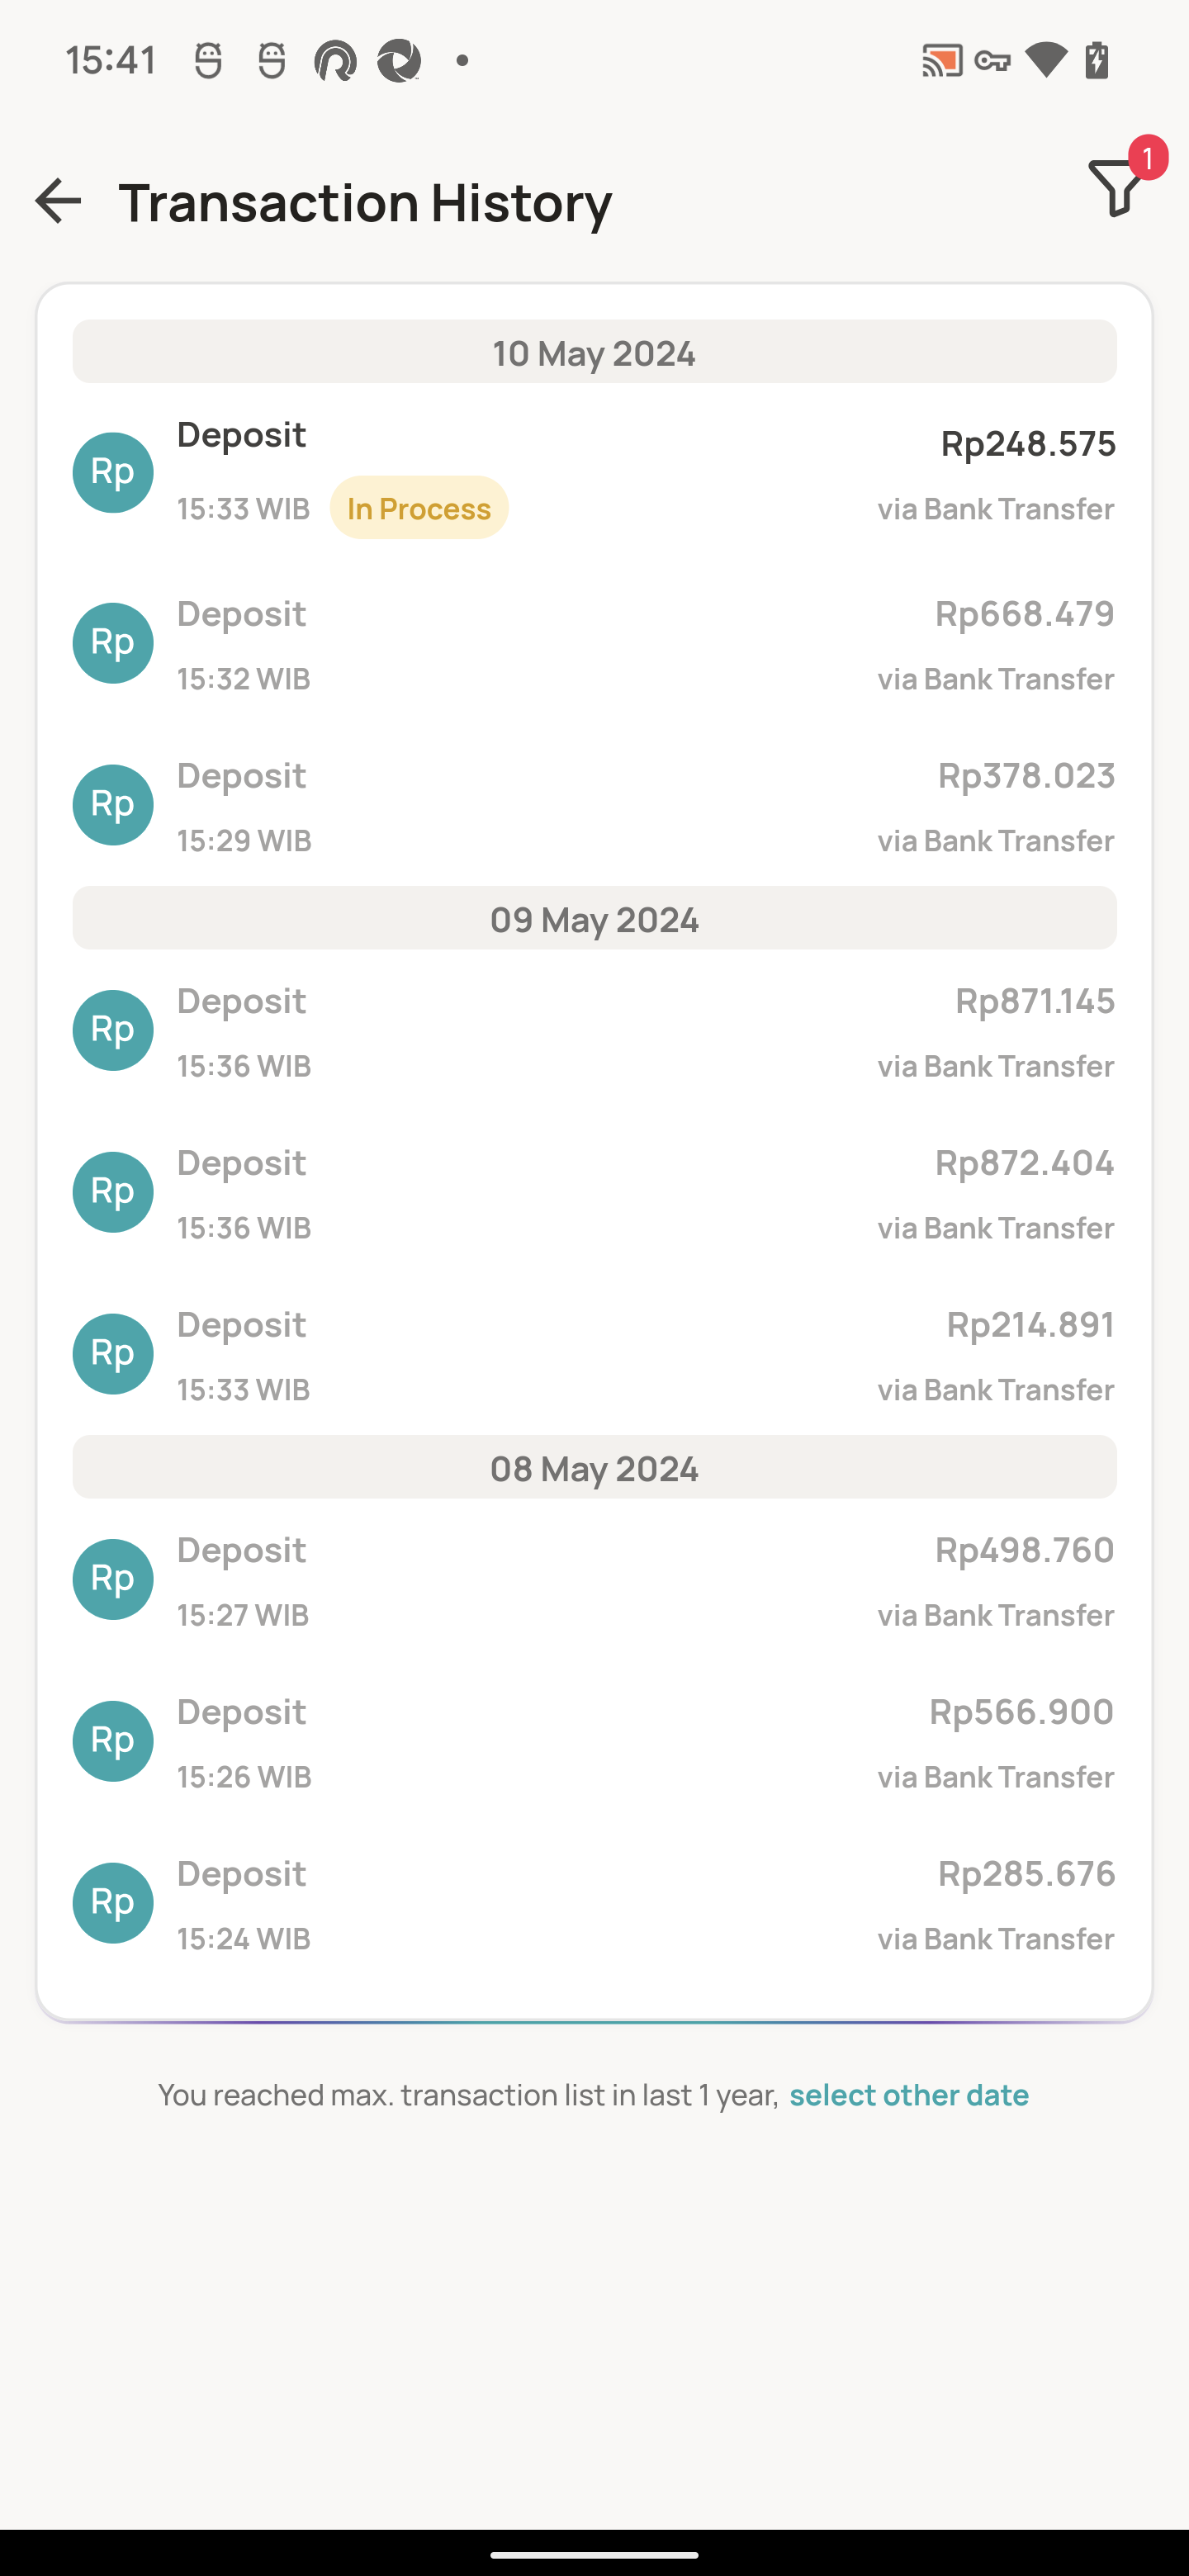 15:41
1
Transaction History
10 May 2024
Rp
Deposit
Rp248.575
15:33 WIB
In Process
via Bank Transfer
Rp
Deposit
Rp668.479
15:32 WIB
via Bank Transfer
Rp
Deposit
Rp378.023
15:29 WIB
via Bank Transfer
09 May 2024
Rp
Deposit
Rp871.145
15:36 WIB
via Bank Transfer
Rp
Deposit
Rp872.404
15:36 WIB
via Bank Transfer
Rp
Deposit
Rp214.891
15:33 WIB
via Bank Transfer
08 May 2024
Rp
Deposit
Rp498.760
15:27 WIB
via Bank Transfer
Rp
Deposit
Rp566.900
15:26 WIB
via Bank Transfer
Rp
Deposit
Rp285.676
15:24 WIB
via Bank Transfer
You reached max. transaction list in last 1 year, select other date